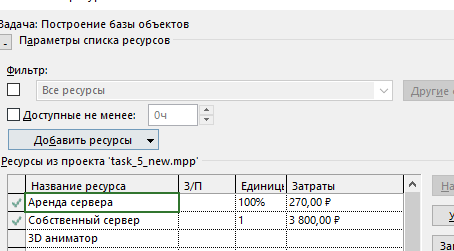 Задача: Построение базы объектов
- Параметры списка ресурсов
Фильтр:
Все ресурсы
Другие
Доступные не менее: 0ч
Добавить ресурсы
Ресурсы из проекта 'task_5_new.mpp'
Название ресурса З/П Единицы Затраты
Аренда сервера 100% 270,00 ₽
Собственный сервер 1 3 800,00 ₽
3D аниматор